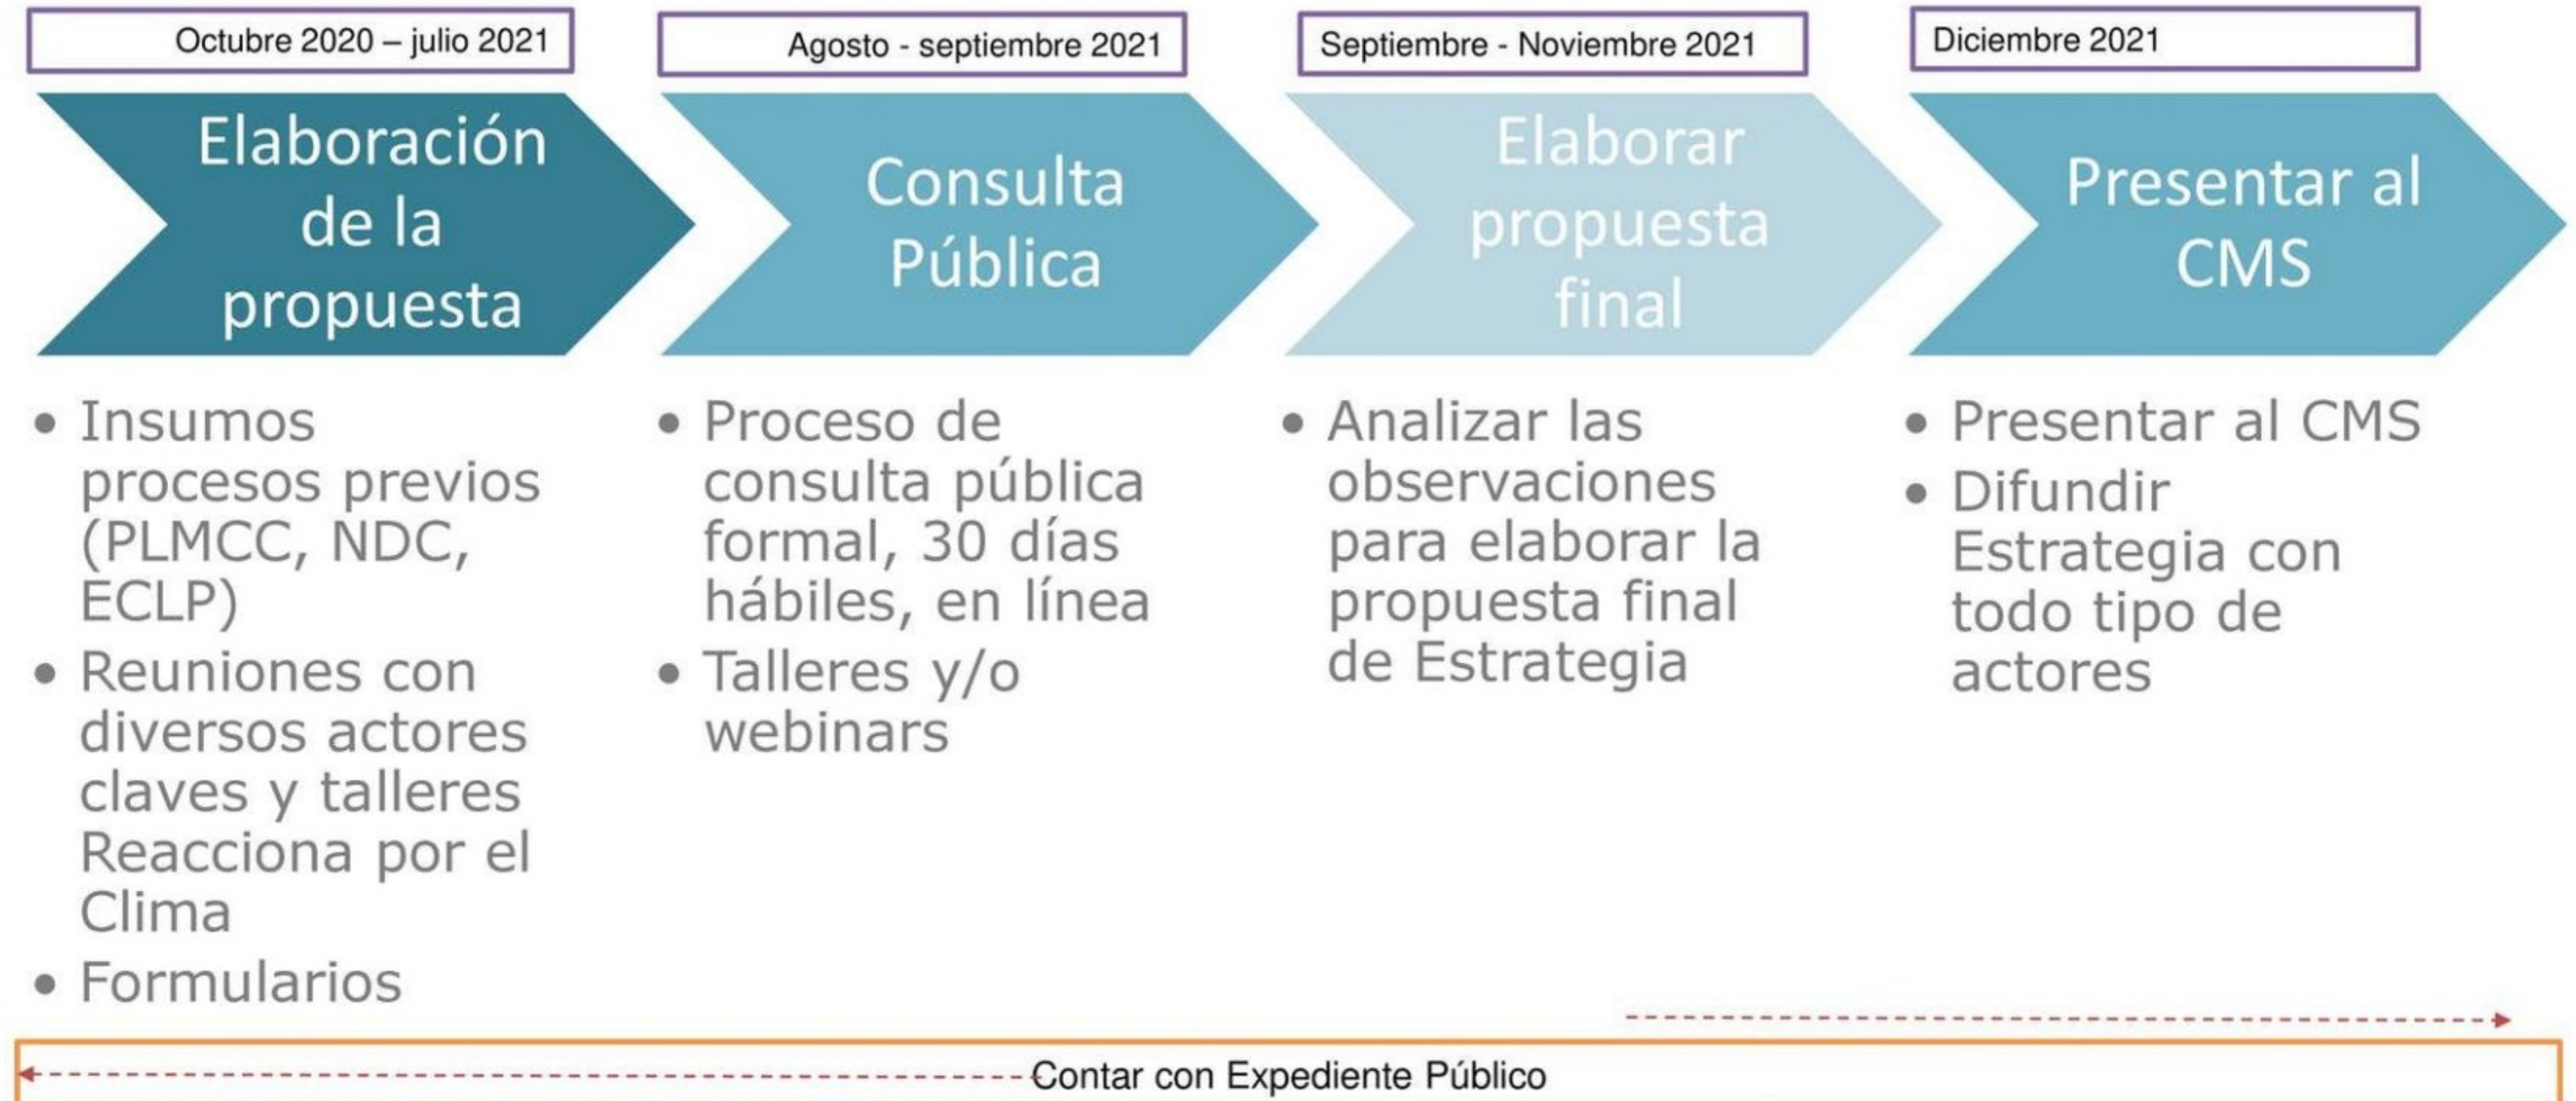 Octubre 2020 – julio 2021
Elaboración
de la
propuesta
• Insumos
procesos previos
(PLMCC, NDC,
ECLP)
• Reuniones con
diversos actores
claves y talleres
Reacciona por el
Clima
• Formularios
Agosto - septiembre 2021
Consulta
Pública
• Proceso de
consulta pública
formal, 30 días
hábiles, en línea
• Talleres y/o
webinars
Septiembre - Noviembre 2021
Elaborar
propuesta
final
• Analizar las
observaciones
para elaborar la
propuesta final
de Estrategia
Diciembre 2021
Presentar al
CMS
• Presentar al CMS
• Difundir
Estrategia con
todo tipo de
actores
Contar con Expediente Público